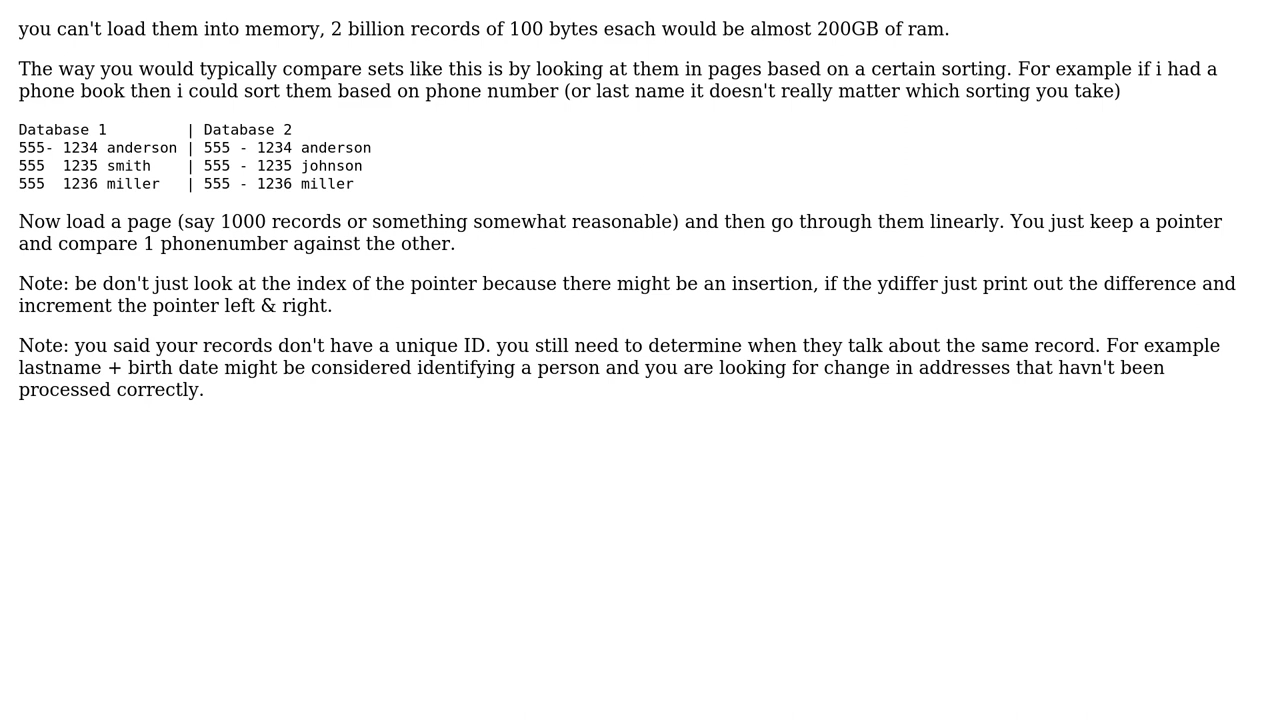 you can't load them into memory, 2 billion records of 100 bytes esach would be almost 200GB of ram.
The way you would typically compare sets like this is by looking at them in pages based on a certain sorting. For example if i had a
phone book then i could sort them based on phone number (or last name it doesn't really matter which sorting you take)
Database 1         | Database 2
555- 1234 anderson | 555 - 1234 anderson
555  1235 smith    | 555 - 1235 johnson
555  1236 miller   | 555 - 1236 miller
Now load a page (say 1000 records or something somewhat reasonable) and then go through them linearly. You just keep a pointer
and compare 1 phonenumber against the other.
Note: be don't just look at the index of the pointer because there might be an insertion, if the ydiffer just print out the difference and
increment the pointer left & right.
Note: you said your records don't have a unique ID. you still need to determine when they talk about the same record. For example
lastname + birth date might be considered identifying a person and you are looking for change in addresses that havn't been
processed correctly.